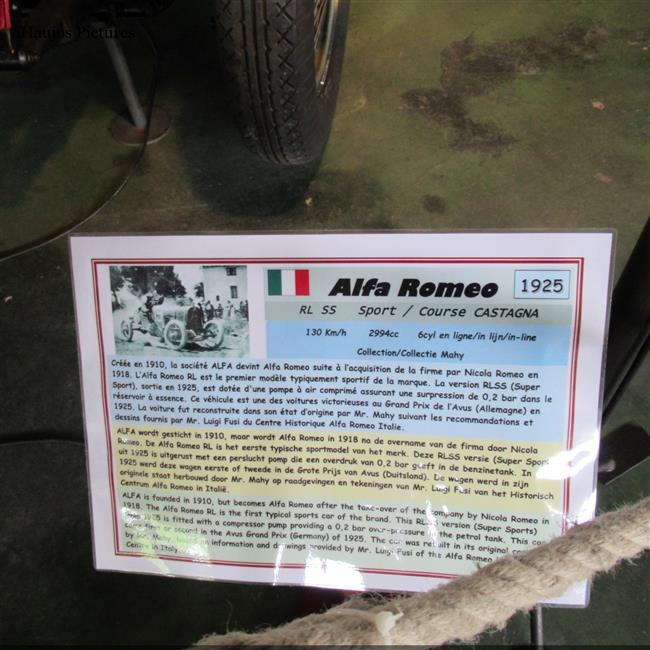 Haujos Pictures
Alfa Romeo
1925
RL SS Sport / Course CASTAGNA
130 Km/h 2994cc 6cyl en ligne/in lijn/in-line
Collection/Collectie Mahy
Créée en 1910, la société ALFA devint Alfa Romeo suite à l'acquisition de la firme par Nicola Romeo en
1918. L'Alfa Romeo RL est le premier modèle typiquement sportif de la marque. La version RLSS (Super
Sport), sortie en 1925, est dotée d'une pompe à air comprimé assurant une surpression de 0,2 bar dans le
réservoir à essence. Ce véhicule est une des voitures victorieuses au Grand Prix de l'Avus (Allemagne) en
1925. La voiture fut reconstruite dans son état d'origine par Mr. Mahy suivant les recommandations et
dessins fournis par Mr. Luigi Fusi du Centre Historique Alfa Romeo Italie.
ALFA wordt gesticht in 1910, maar wordt Alfa Romeo in 1918 na de overname van de firma door Nicola
Romeo. De Alfa Romeo RL is het eerste typische sportmodel van het merk. Deze RLSS versie (Super Sport)
uit 1925 is uitgerust met een perslucht pomp die een overdruk van 0,2 bar geeft in de benzinetank. In
1925 werd deze wagen eerste of tweede in de Grote Prijs van Avus (Duitsland). De wagen werd in zijn
originele staat herbouwd door Mr. Mahy op raadgevingen en tekeningen van Mr. Luigi Fusi van het Historisch
Centrum Alfa Romeo in Italië.
ALFA is founded in 1910, but becomes Alfa Romeo after the take-over of the company by Nicola Romeo in
1918. The Alfa Romeo RL is the first typical sports car of the brand. This RLSS version (Super Sports)
from 1925 is fitted with a compressor pump providing a 0,2 bar over-pressure in the petrol tank. This car
came first or second in the Avus Grand Prix (Germany) of 1925. The car was rebuilt in its original
by Mr. Mahy, based on information and drawings provided by Mr. Luigi Fusi of the Alfa Romeo
Centre in Italy